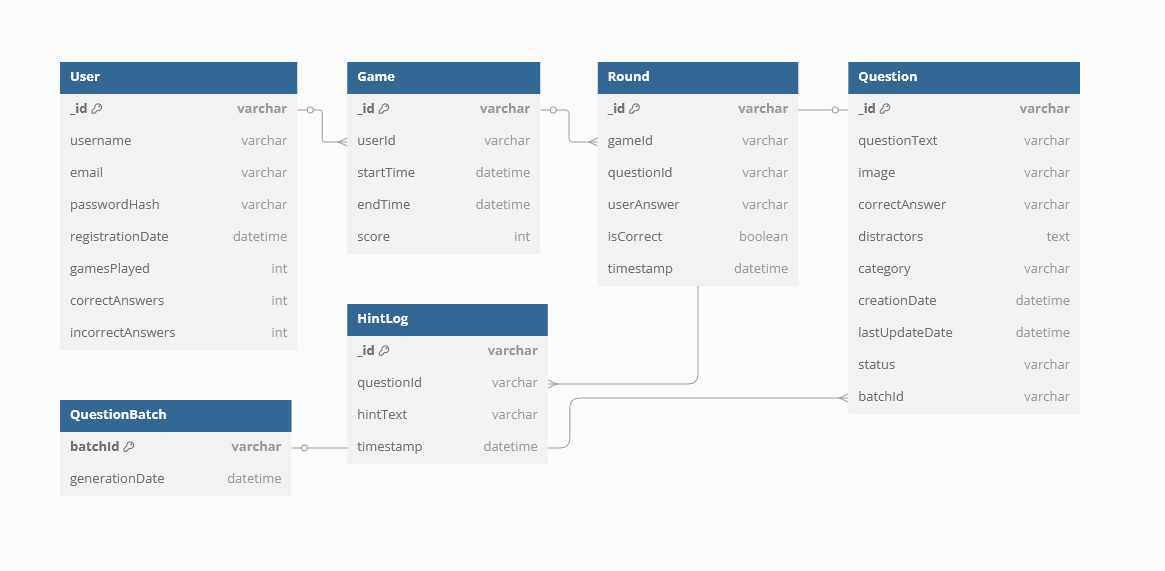 User
_id varchar
username varchar
email varchar
passwordHash varchar
registrationDate datetime
gamesPlayed int
correctAnswers int
incorrectAnswers int
Game
_id varchar
userId varchar
startTime datetime
endTime datetime
score int
Round
_id varchar
gameId varchar
questionId varchar
userAnswer varchar
isCorrect boolean
timestamp datetime
Question
_id varchar
questionText varchar
image varchar
correctAnswer varchar
distractors text
category varchar
creationDate datetime
lastUpdateDate datetime
status varchar
batchId varchar
HintLog
_id varchar
questionId varchar
hintText varchar
timestamp datetime
QuestionBatch
batchId varchar
generationDate datetime